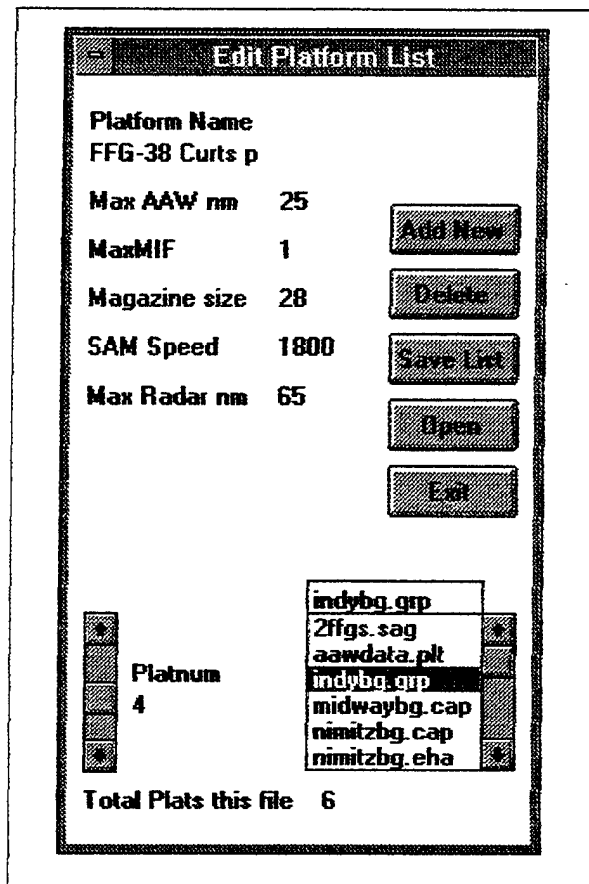 Edit Platform List
Platform Name
FFG-38 Curts p
Max AAW nm 25
MaxMIF 1
Magazine size 28
SAM Speed 1800
Max Radar nm 65
Add New
Delete
Save List
Open
Exit
indybg.grp
2ffgs.sag
aawdata.plt
indybg.grp
midwaybg.cap
nimitzbg.cap
nimitzbg.eha
Platnum
4
Total Plats this file 6